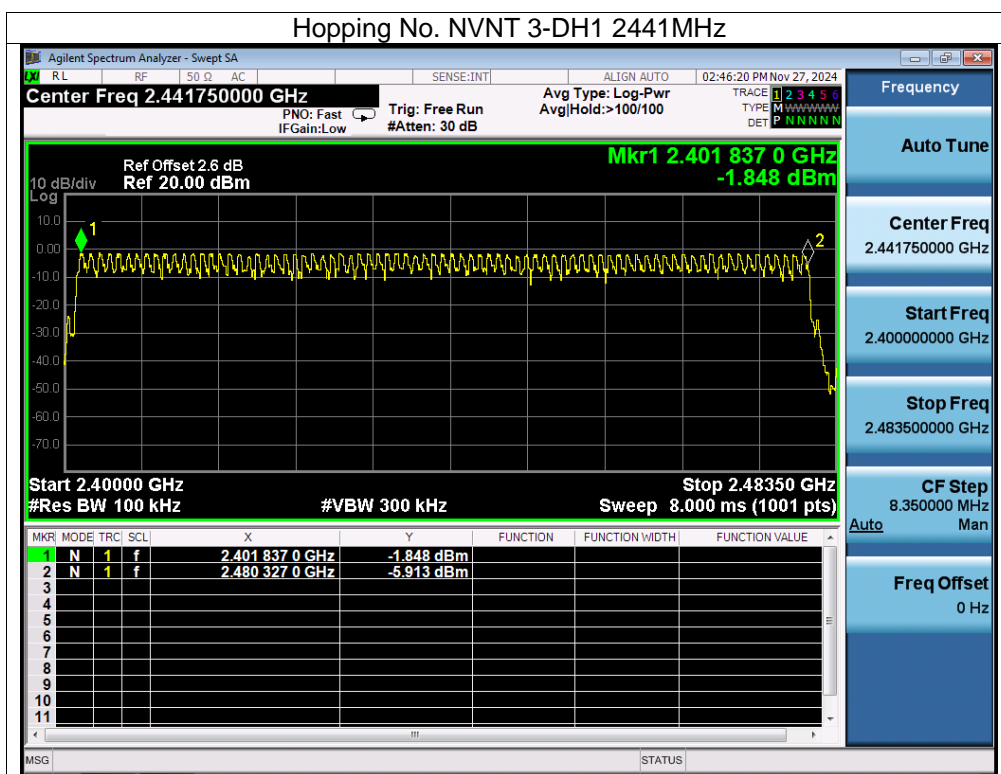 Hopping No. NVNT 3-DH1 2441MHz
Agilent Spectrum Analyzer - Swept SA
LXI RL RF 50 Ω AC SENSE:INT ALIGN AUTO 02:46:20 PM Nov 27, 2024
Center Freq 2.441750000 GHz
PNO: Fast
IFGain:Low
Trig: Free Run
#Atten: 30 dB
Avg Type: Log-Pwr
Avg|Hold:>100/100
TRACE 1 2 3 4 5 6
TYPE M W W W W W
DET P N N N N N
Ref Offset 2.6 dB
Ref 20.00 dBm
10 dB/div
Log
Mkr1 2.401 837 0 GHz
-1.848 dBm
10.0
0.00
-10.0
-20.0
-30.0
-40.0
-50.0
-60.0
-70.0
1
2
Start 2.40000 GHz Stop 2.48350 GHz
#Res BW 100 kHz #VBW 300 kHz Sweep 8.000 ms (1001 pts)
MKR MODE TRC SCL X Y FUNCTION FUNCTION WIDTH FUNCTION VALUE
1 N 1 f 2.401 837 0 GHz -1.848 dBm
2 N 1 f 2.480 327 0 GHz -5.913 dBm
3
4
5
6
7
8
9
10
11
MSG STATUS
Frequency
Auto Tune
Center Freq
2.441750000 GHz
Start Freq
2.400000000 GHz
Stop Freq
2.483500000 GHz
CF Step
8.350000 MHz
Auto Man
Freq Offset
0 Hz